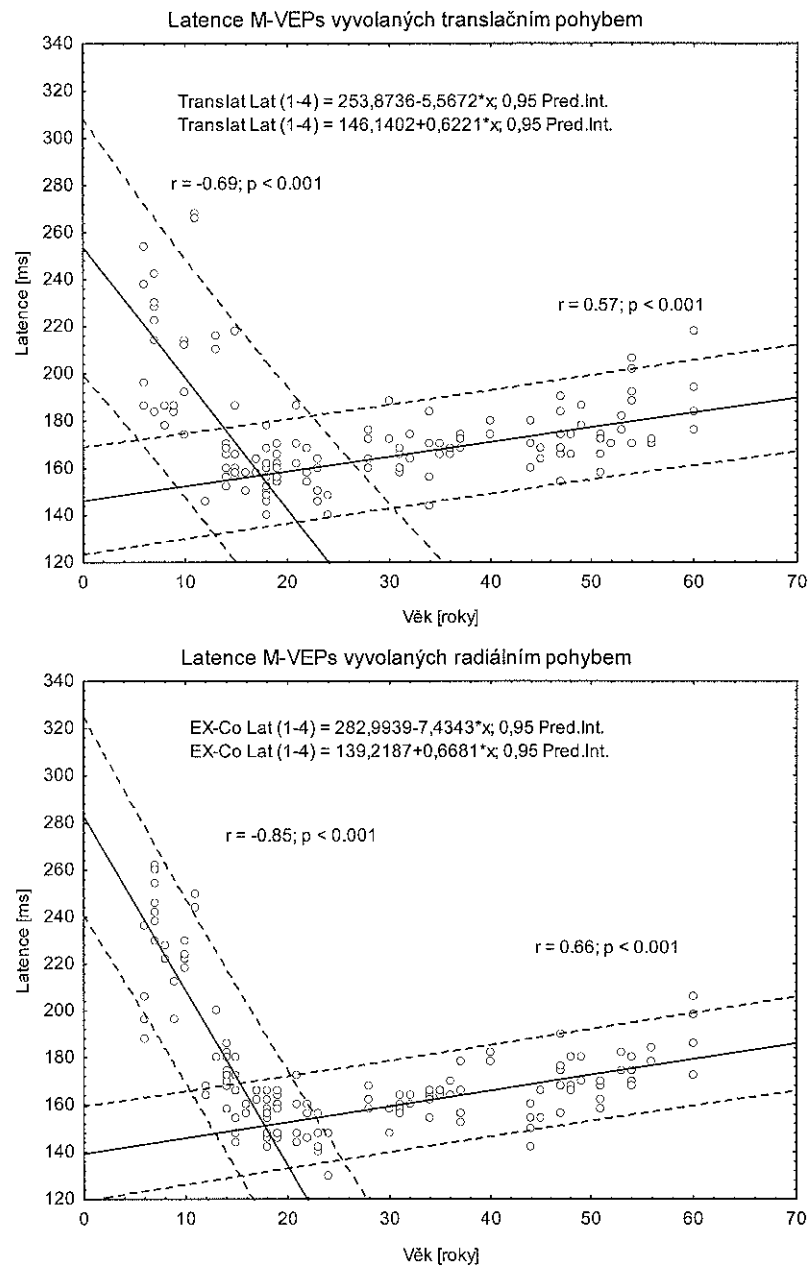 Latence M-VEPs vyvolaných translačním pohybem
340
320
300
280
260
240
220
200
180
160
140
120
Latence [ms]
Translat Lat (1-4) = 253,8736-5,5672*x; 0,95 Pred.Int.
Translat Lat (1-4) = 146,1402+0,6221*x; 0,95 Pred.Int.
r = -0.69; p < 0.001
r = 0.57; p < 0.001
0 10 20 30 40 50 60 70
Věk [roky]
Latence M-VEPs vyvolaných radiálním pohybem
340
320
300
280
260
240
220
200
180
160
140
120
Latence [ms]
EX-Co Lat (1-4) = 282,9939-7,4343*x; 0,95 Pred.Int.
EX-Co Lat (1-4) = 139,2187+0,6681*x; 0,95 Pred.Int.
r = -0.85; p < 0.001
r = 0.66; p < 0.001
0 10 20 30 40 50 60 70
Věk [roky]